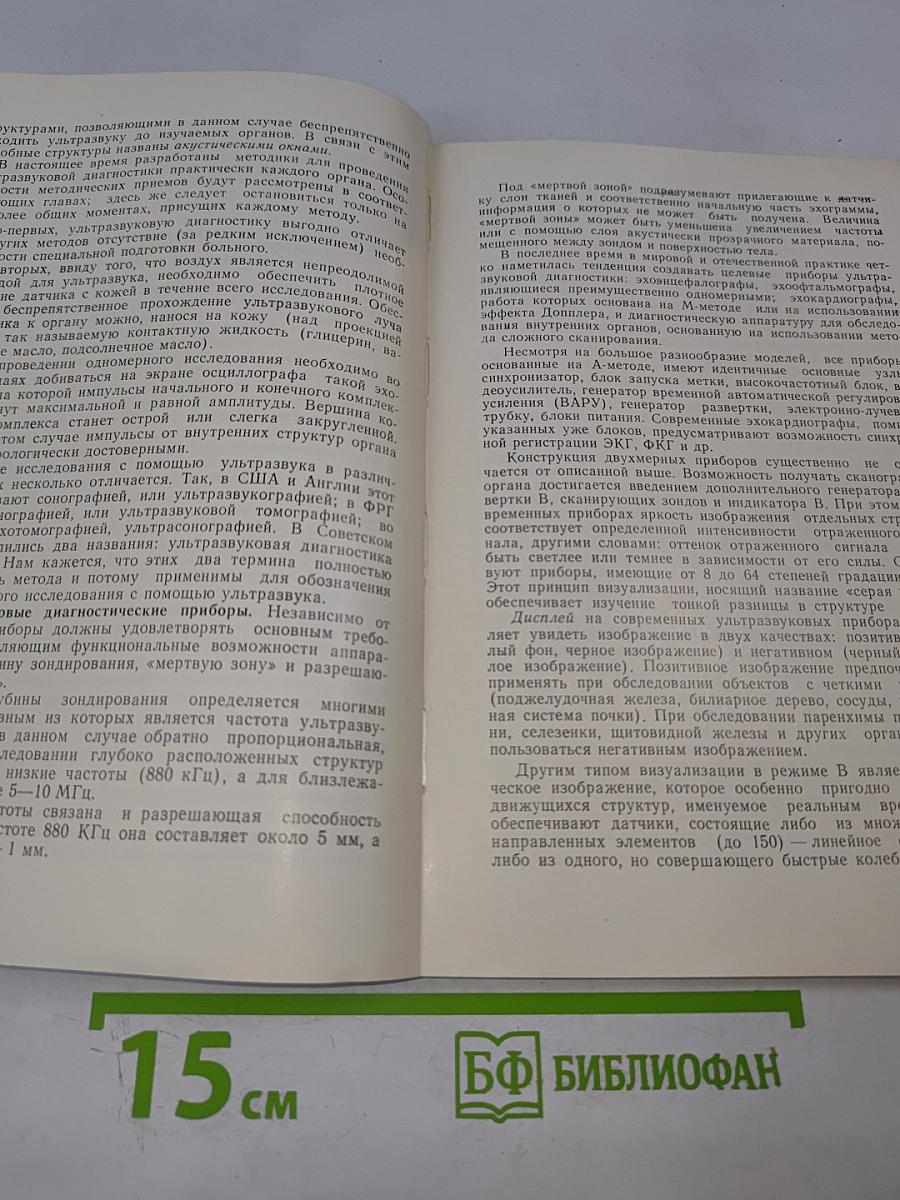 руктурами, позволяющими в данном случае беспрепятственно
ходить ультразвуку до изучаемых органов. В связи с этим
обные структуры названы акустическими окнами.
В настоящее время разработаны методики для проведения
тразвуковой диагностики практически каждого органа. Осо-
ности методических приемов будут рассмотрены в соответ-
ющих главах; здесь же следует остановиться только на
более общих моментах, присущих каждому методу.
о-первых, ультразвуковую диагностику выгодно отличает
угих методов отсутствие (за редким исключением) необ-
ости специальной подготовки больного.
вторых, ввиду того, что воздух является непреодолимой
дой для ультразвука, необходимо обеспечить плотное
ние датчика с кожей в течение всего исследования. Обес-
беспрепятственное прохождение ультразвукового луча
ика к органу можно, нанося на кожу (над проекцией
так называемую контактную жидкость (глицерин, ва-
е масло, подсолнечное масло).
проведении одномерного исследования необходимо во
аях добиваться на экране осциллографа такой эхо-
на которой импульсы начального и конечного комплек-
нут максимальной и равной амплитуды. Вершина ко-
омплекса станет острой или слегка закругленной.
этом случае импульсы от внутренних структур органа
рологически достоверными.
е исследования с помощью ультразвука в различ-
х несколько отличается. Так, в США и Англии этот
вают сонографией, или ультразвукографией; в ФРГ
нографией, или ультразвуковой томографией; во
хотомографией, ультрасонографией. В Советском
пились два названия: ультразвуковая диагностика
Нам кажется, что этих два термина полностью
ь метода и потому применимы для обозначения
ого исследования с помощью ультразвука.
овые диагностические приборы. Независимо от
иборы должны удовлетворять основным требо-
еляющим функциональные возможности аппара-
ину зондирования, «мертвую зону» и разрешаю-
ь.
убины зондирования определяется многими
вным из которых является частота ультразву-
в данном случае обратно пропорциональная,
следовании глубоко расположенных структур
низкие частоты (880 кГц), а для близлежа-
е 5—10 МГц.
тоты связана и разрешающая способность
стоте 880 КГц она составляет около 5 мм, а
- 1 мм.
Под «мертвой зоной» подразумевают прилегающие к датчи-
ку слои тканей и соответственно начальную часть эхограммы,
информация о которых не может быть получена. Величина
«мертвой зоны» может быть уменьшена увеличением частоты
или с помощью слоя акустически прозрачного материала, по-
мещенного между зондом и поверхностью тела.
В последнее время в мировой и отечественной практике чет-
ко наметилась тенденция создавать целевые приборы ультра-
звуковой диагностики: эхоэнцефалографы, эхоофтальмографы,
являющиеся преимущественно одномерными; эхокардиографы,
работа которых основана на М-методе или на использовании
эффекта Допплера, и диагностическую аппаратуру для обследо-
вания внутренних органов, основанную на использовании мето-
да сложного сканирования.
Несмотря на большое разнообразие моделей, все приборы
основанные на А-методе, имеют идентичные основные узлы
синхронизатор, блок запуска метки, высокочастотный блок, в
деоусилитель, генератор временной автоматической регулиров
усиления (ВАРУ), генератор развертки, электронно-лучев
трубку, блоки питания. Современные эхокардиографы, поми
указанных уже блоков, предусматривают возможность синхр
ной регистрации ЭКГ, ФКГ и др.
Конструкция двухмерных приборов существенно не о
чается от описанной выше. Возможность получать сканогра
органа достигается введением дополнительного генератора
вертки В, сканирующих зондов и индикатора В. При этом
временных приборах яркость изображения отдельных стру
соответствует определенной интенсивности отраженного
нала, другими словами: оттенок отраженного сигнала
быть светлее или темнее в зависимости от его силы. С
вуют приборы, имеющие от 8 до 64 степеней градации
Этот принцип визуализации, носящий название «серая
обеспечивает изучение тонкой разницы в структуре
Дисплей на современных ультразвуковых прибора
ляет увидеть изображение в двух качествах: позитив
лый фон, черное изображение) и негативном (черный
лое изображение). Позитивное изображение предпоч
применять при обследовании объектов с четкими
(поджелудочная железа, билиарное дерево, сосуды,
ная система почки). При обследовании паренхимы п
ни, селезенки, щитовидной железы и других орган
пользоваться негативным изображением.
Другим типом визуализации в режиме В являе
ческое изображение, которое особенно пригодно
движущихся структур, именуемое реальным вре
обеспечивают датчики, состоящие либо из множ
направленных элементов (до 150) — линейное
либо из одного, но совершающего быстрые колеб
15 см
БФ БИБЛИОФАН